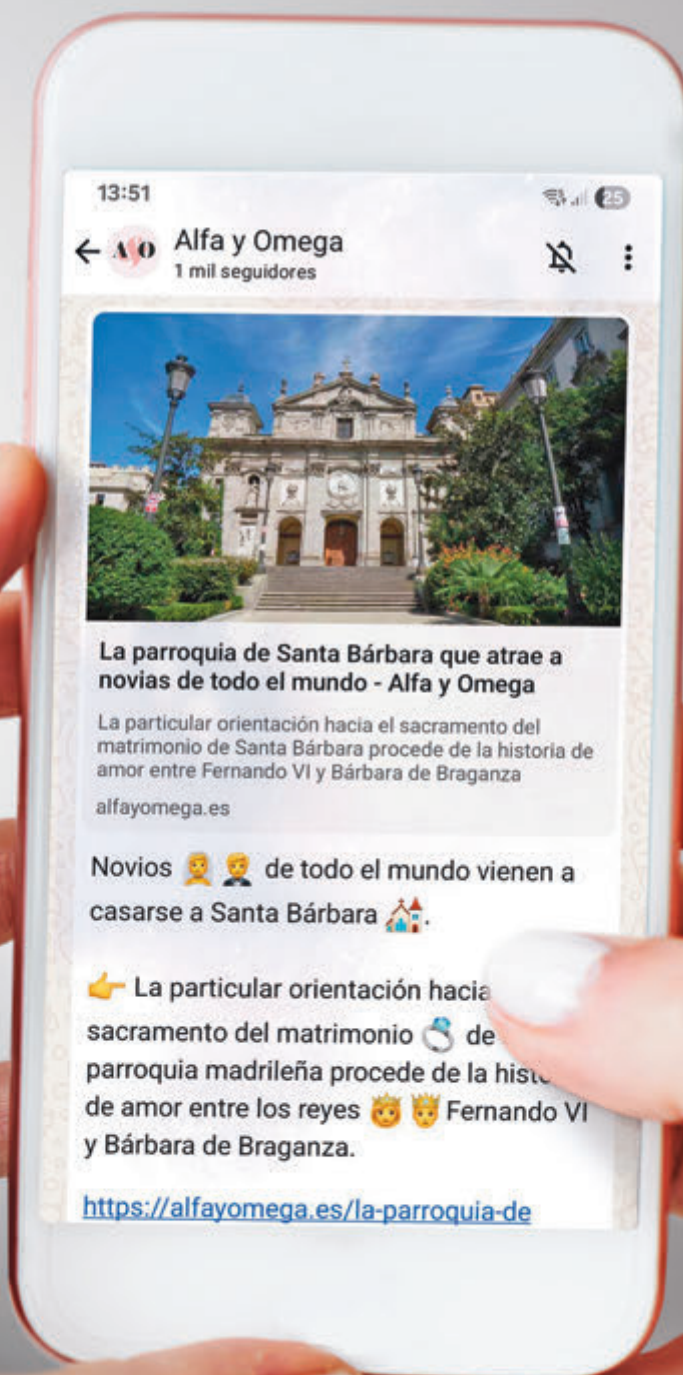 13:51
25
AyO
Alfa y Omega
1 mil seguidores
La parroquia de Santa Bárbara que atrae a
novias de todo el mundo - Alfa y Omega
La particular orientación hacia el sacramento del
matrimonio de Santa Bárbara procede de la historia de
amor entre Fernando VI y Bárbara de Braganza
alfayomega.es
Novios 👰 🤵 de todo el mundo vienen a
casarse a Santa Bárbara 💒.
👉 La particular orientación hacia
sacramento del matrimonio 💍 de
parroquia madrileña procede de la
de amor entre los reyes 👸 🤴 Fernando VI
y Bárbara de Braganza.
https://alfayomega.es/la-parroquia-de